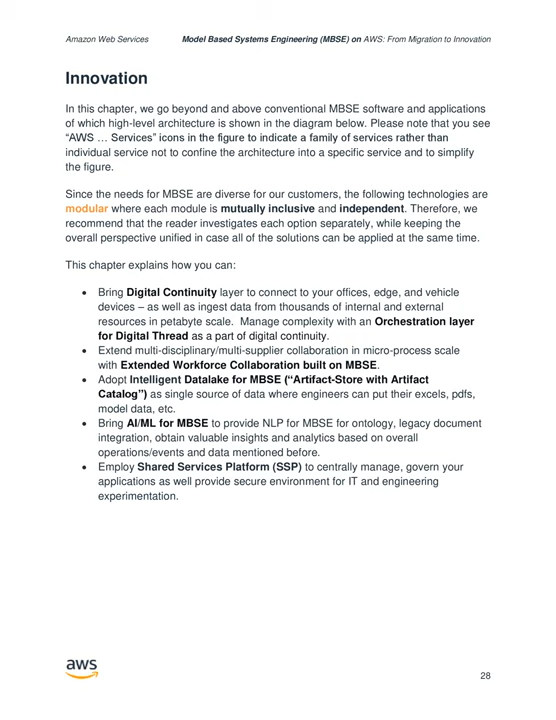 Amazon Web Services Model Based Systems Engineering (MBSE) on AWS: From Migration to Innovation
Innovation
In this chapter, we go beyond and above conventional MBSE software and applications
of which high-level architecture is shown in the diagram below. Please note that you see
“AWS … Services” icons in the figure to indicate a family of services rather than
individual service not to confine the architecture into a specific service and to simplify
the figure.
Since the needs for MBSE are diverse for our customers, the following technologies are
modular where each module is mutually inclusive and independent. Therefore, we
recommend that the reader investigates each option separately, while keeping the
overall perspective unified in case all of the solutions can be applied at the same time.
This chapter explains how you can:
• Bring Digital Continuity layer to connect to your offices, edge, and vehicle
devices – as well as ingest data from thousands of internal and external
resources in petabyte scale. Manage complexity with an Orchestration layer
for Digital Thread as a part of digital continuity.
• Extend multi-disciplinary/multi-supplier collaboration in micro-process scale
with Extended Workforce Collaboration built on MBSE.
• Adopt Intelligent Datalake for MBSE (“Artifact-Store with Artifact
Catalog”) as single source of data where engineers can put their excels, pdfs,
model data, etc.
• Bring AI/ML for MBSE to provide NLP for MBSE for ontology, legacy document
integration, obtain valuable insights and analytics based on overall
operations/events and data mentioned before.
• Employ Shared Services Platform (SSP) to centrally manage, govern your
applications as well provide secure environment for IT and engineering
experimentation.
aws
28